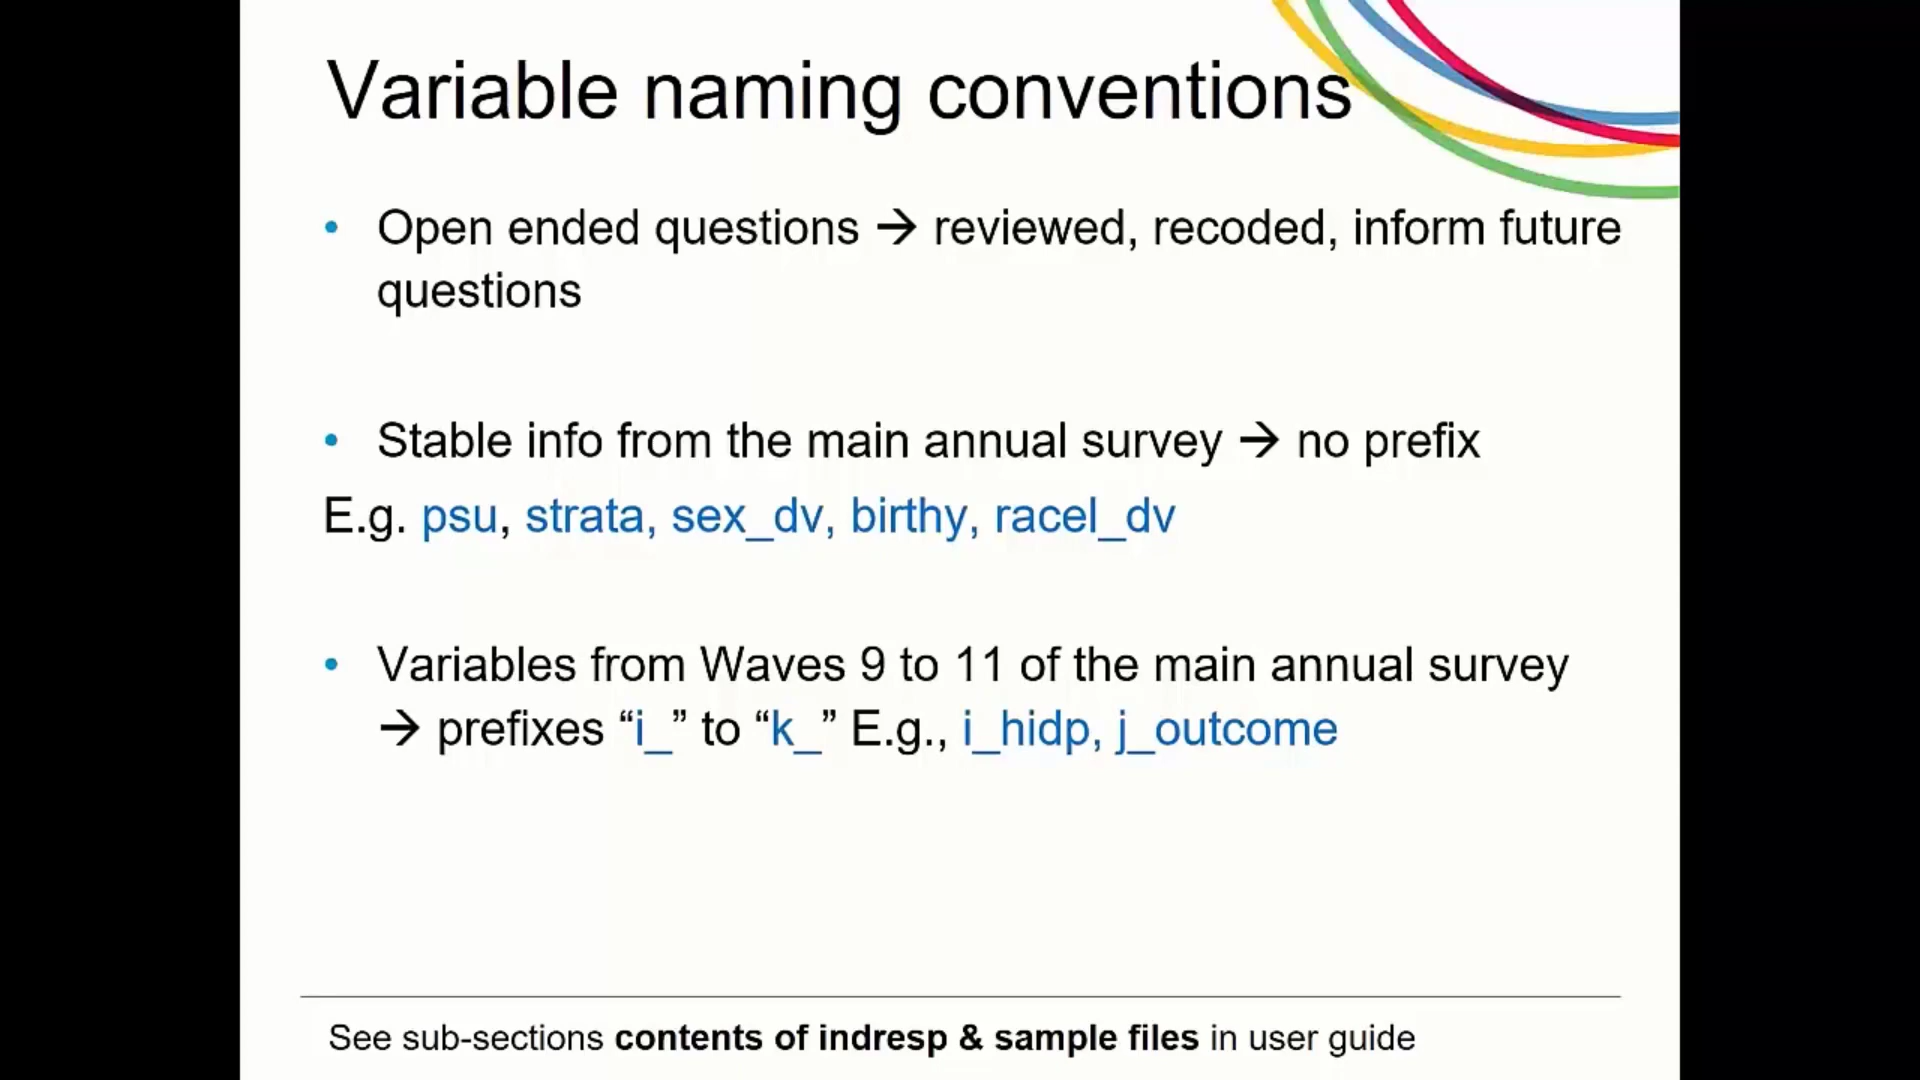 Variable naming conventions
• Open ended questions → reviewed, recoded, inform future
questions
• Stable info from the main annual survey → no prefix
E.g. psu, strata, sex_dv, birthy, racel_dv
• Variables from Waves 9 to 11 of the main annual survey
→ prefixes “i_” to “k_” E.g., i_hidp, j_outcome
See sub-sections contents of indresp & sample files in user guide